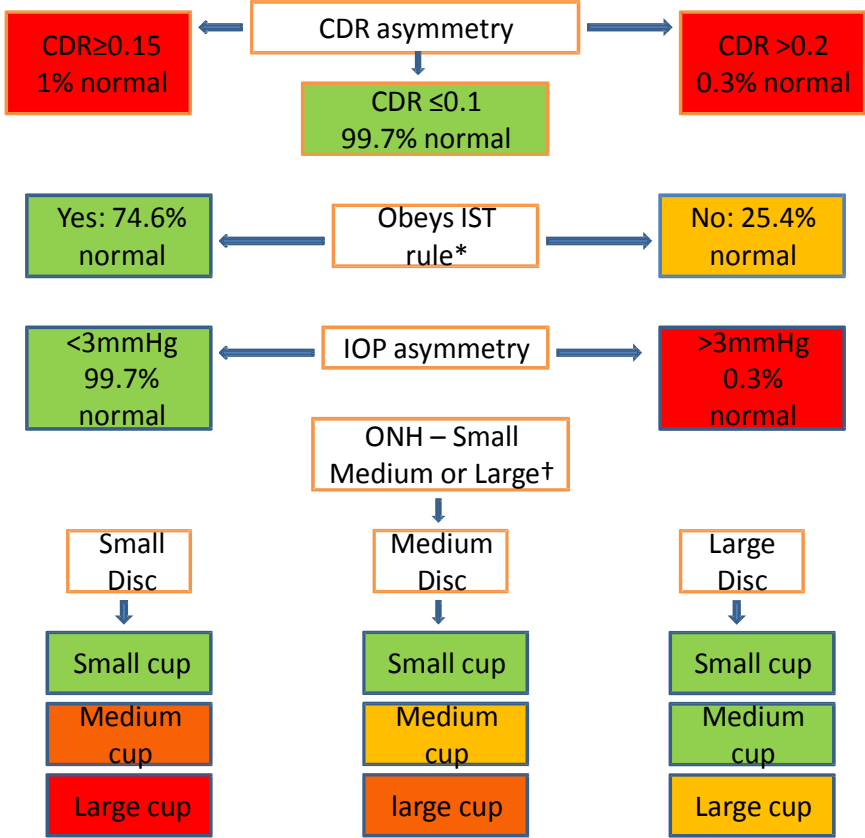 CDR asymmetry
CDR≥0.15
1% normal
CDR >0.2
0.3% normal
CDR ≤0.1
99.7% normal
Yes: 74.6%
normal
Obeys IST
rule*
No: 25.4%
normal
<3mmHg
99.7%
normal
IOP asymmetry
>3mmHg
0.3%
normal
ONH – Small
Medium or Large†
Small
Disc
Medium
Disc
Large
Disc
Small cup
Small cup
Small cup
Medium
cup
Medium
cup
Medium
cup
Large cup
large cup
Large cup